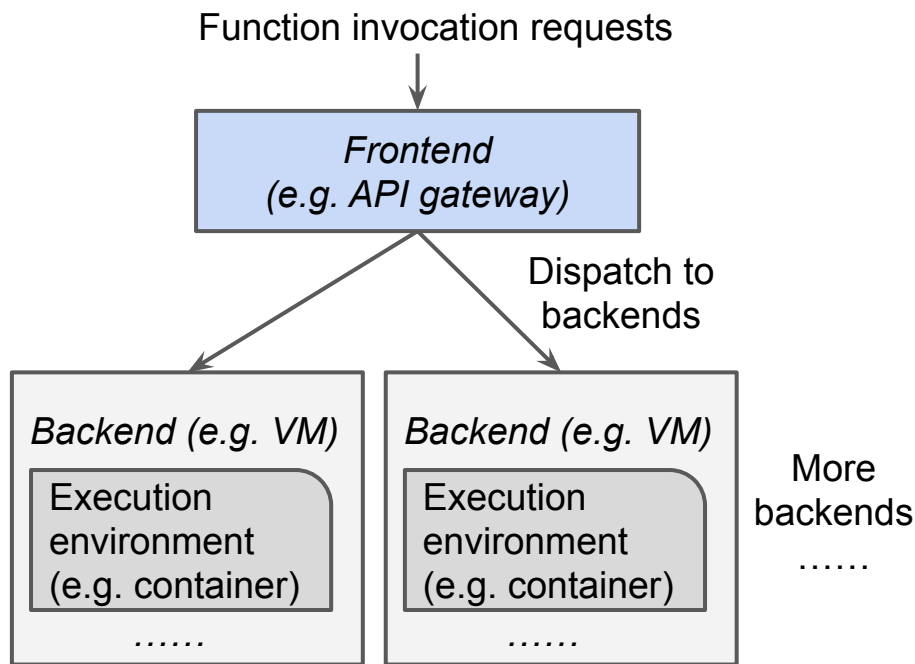 Function invocation requests
Frontend
(e.g. API gateway)
Dispatch to
backends
Backend (e.g. VM)
Execution
environment
(e.g. container)
......
Backend (e.g. VM)
Execution
environment
(e.g. container)
......
More
backends
......